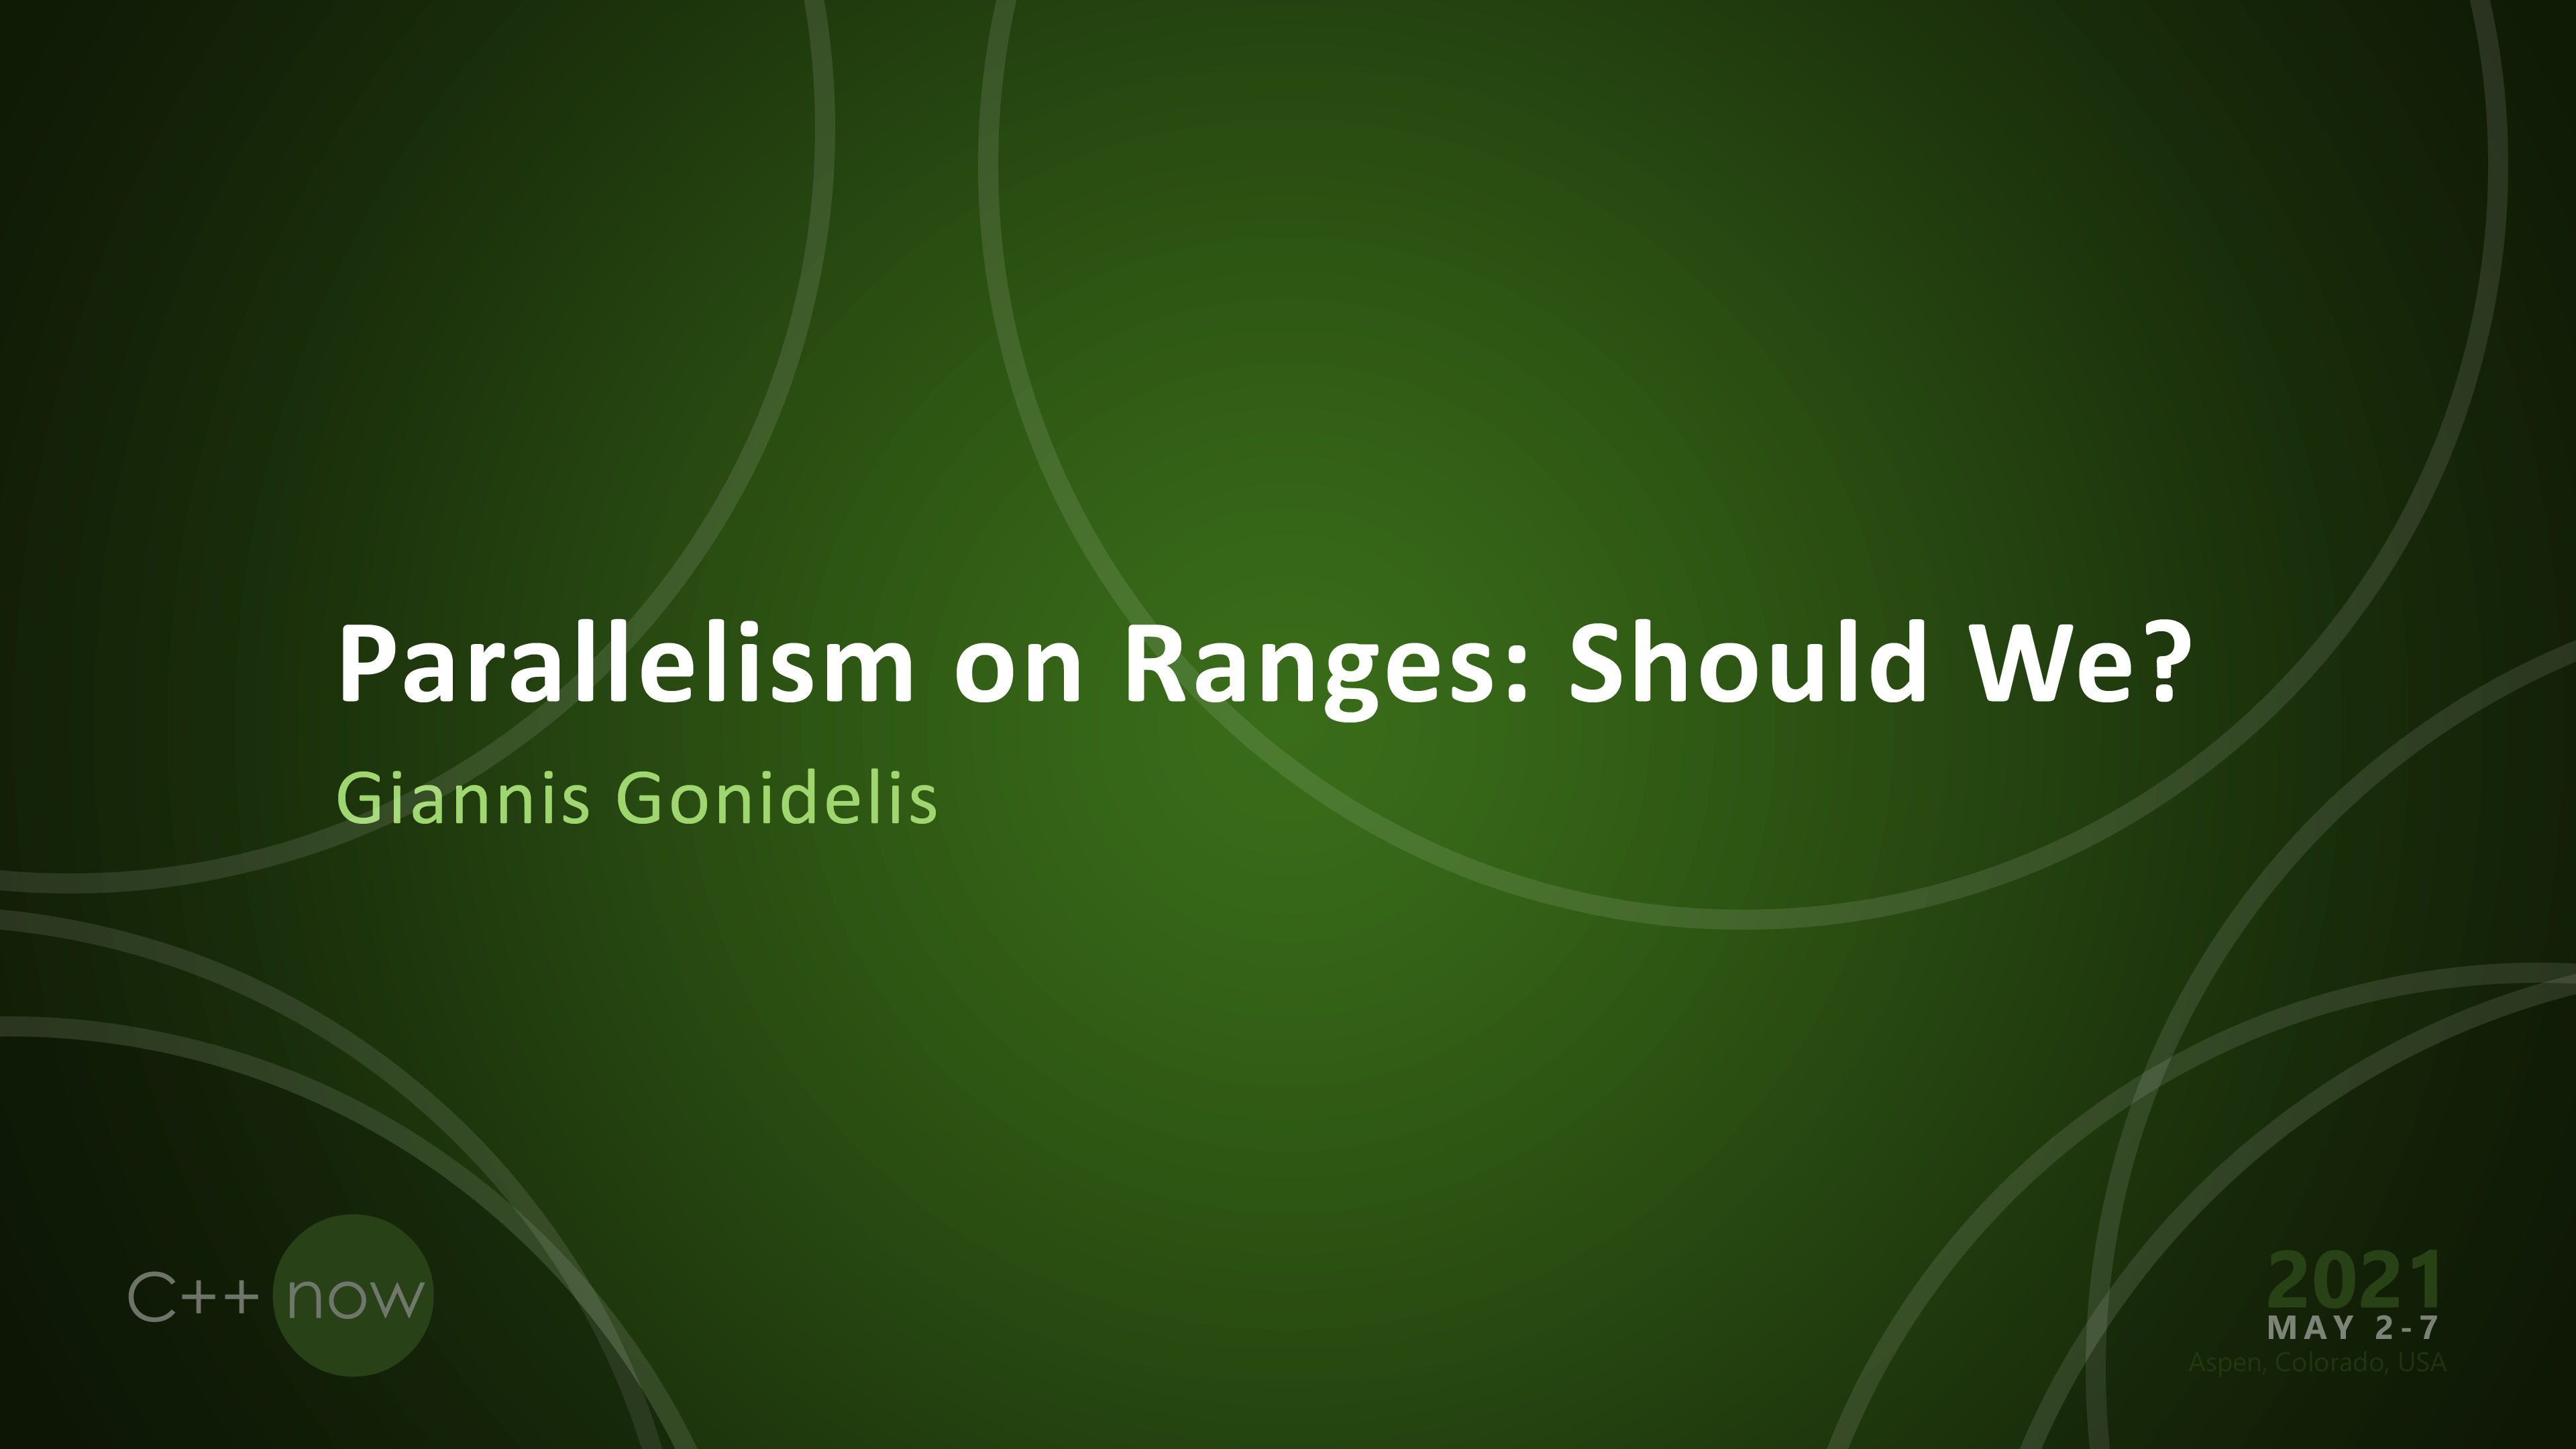 Parallelism on Ranges: Should We?
Giannis Gonidelis
C++ now
2021
MAY 2-7
Aspen, Colorado, USA